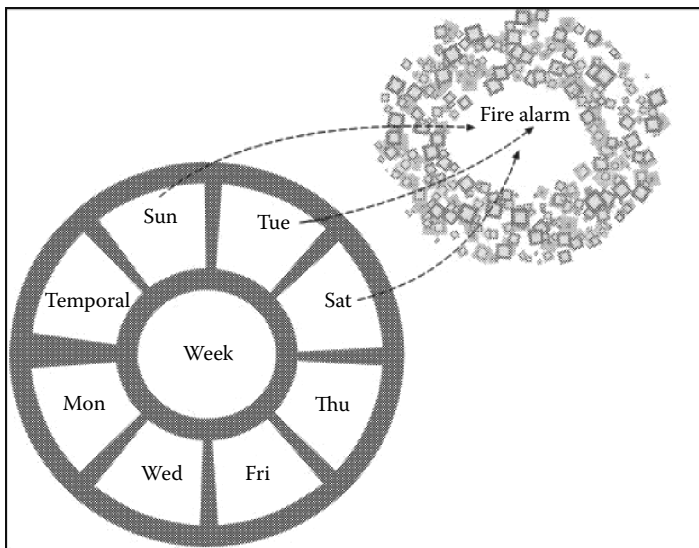 Fire alarm
Sun
Tue
Temporal
Sat
Week
Mon
Thu
Wed
Fri